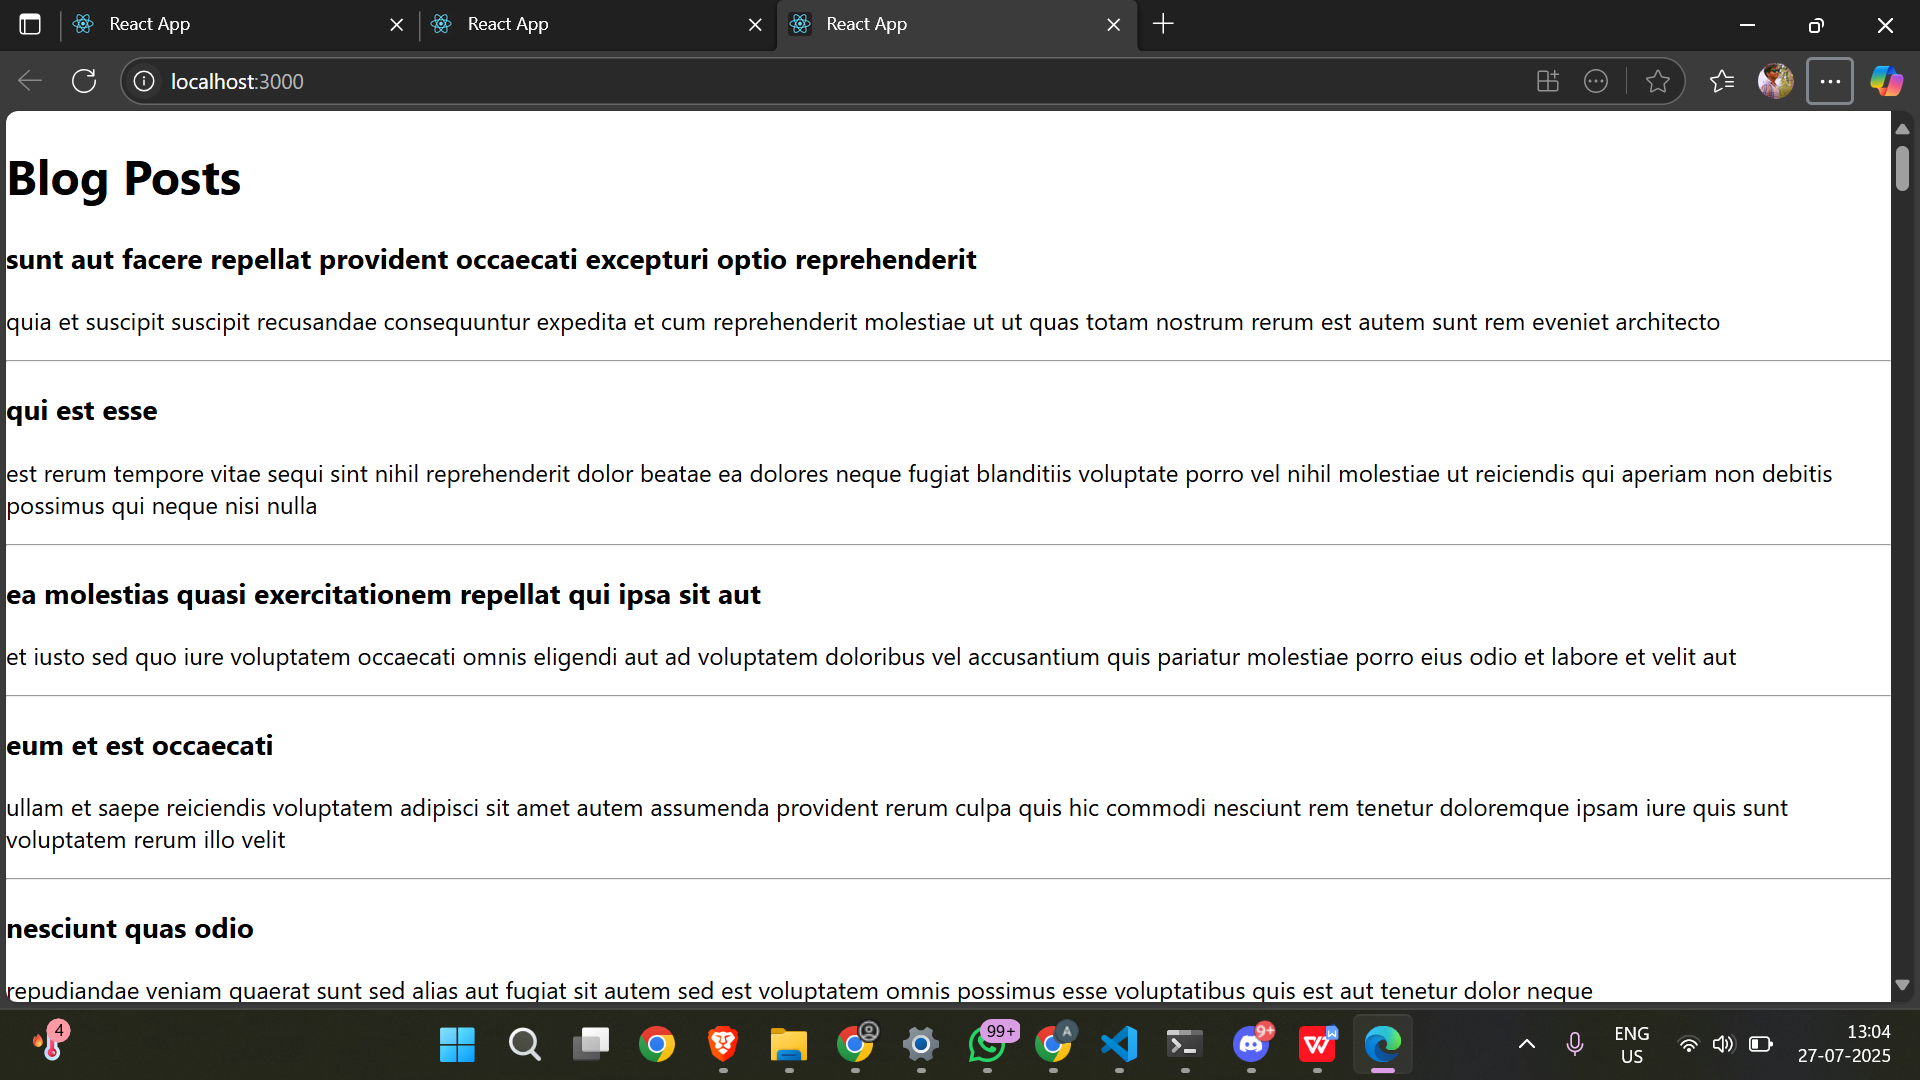 React App
React App
React App
localhost:3000
Blog Posts
sunt aut facere repellat provident occaecati excepturi optio reprehenderit
quia et suscipit suscipit recusandae consequuntur expedita et cum reprehenderit molestiae ut ut quas totam nostrum rerum est autem sunt rem eveniet architecto
qui est esse
est rerum tempore vitae sequi sint nihil reprehenderit dolor beatae ea dolores neque fugiat blanditiis voluptate porro vel nihil molestiae ut reiciendis qui aperiam non debitis
possimus qui neque nisi nulla
ea molestias quasi exercitationem repellat qui ipsa sit aut
et iusto sed quo iure voluptatem occaecati omnis eligendi aut ad voluptatem doloribus vel accusantium quis pariatur molestiae porro eius odio et labore et velit aut
eum et est occaecati
ullam et saepe reiciendis voluptatem adipisci sit amet autem assumenda provident rerum culpa quis hic commodi nesciunt rem tenetur doloremque ipsam iure quis sunt
voluptatem rerum illo velit
nesciunt quas odio
repudiandae veniam quaerat sunt sed alias aut fugiat sit autem sed est voluptatem omnis possimus esse voluptatibus quis est aut tenetur dolor neque
4
99+
A
9+
W
W
ENG
US
13:04
27-07-2025